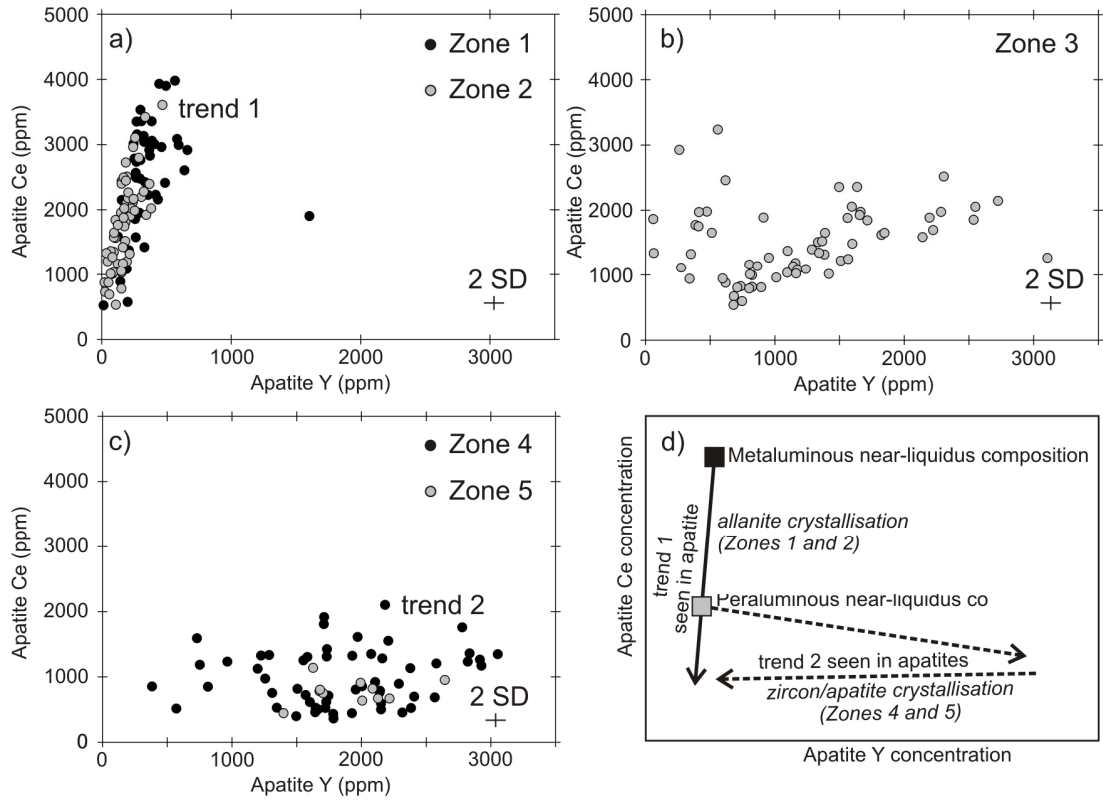 a)
Zone 1
Zone 2
trend 1
2 SD
5000
4000
3000
2000
1000
0
0 1000 2000 3000
Apatite Ce (ppm)
Apatite Y (ppm)
b)
Zone 3
2 SD
5000
4000
3000
2000
1000
0
0 1000 2000 3000
Apatite Ce (ppm)
Apatite Y (ppm)
c)
Zone 4
Zone 5
trend 2
2 SD
5000
4000
3000
2000
1000
0
0 1000 2000 3000
Apatite Ce (ppm)
Apatite Y (ppm)
d)
Metaluminous near-liquidus composition
allanite crystallisation
(Zones 1 and 2)
trend 1
seen in apatite
Peraluminous near-liquidus co
trend 2 seen in apatites
zircon/apatite crystallisation
(Zones 4 and 5)
Apatite Ce concentration
Apatite Y concentration